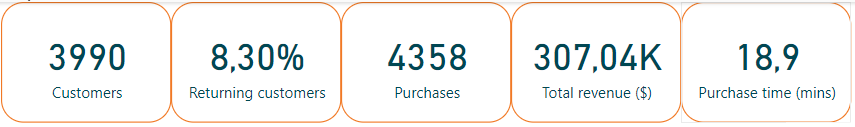 3990
Customers
8,30%
Returning customers
4358
Purchases
307,04K
Total revenue ($)
18,9
Purchase time (mins)